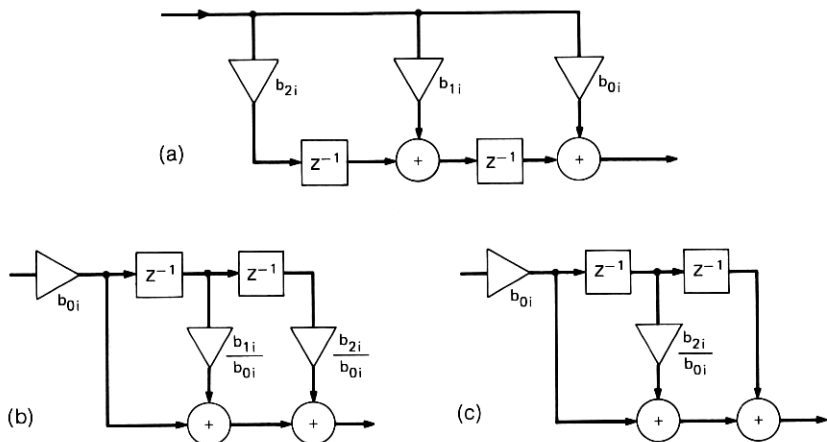 b2i
b1i
b0i
(a)
Z⁻¹
+
Z⁻¹
+
b0i
Z⁻¹
Z⁻¹
b1i
b0i
b2i
b0i
(b)
+
+
b0i
Z⁻¹
Z⁻¹
b2i
b0i
(c)
+
+